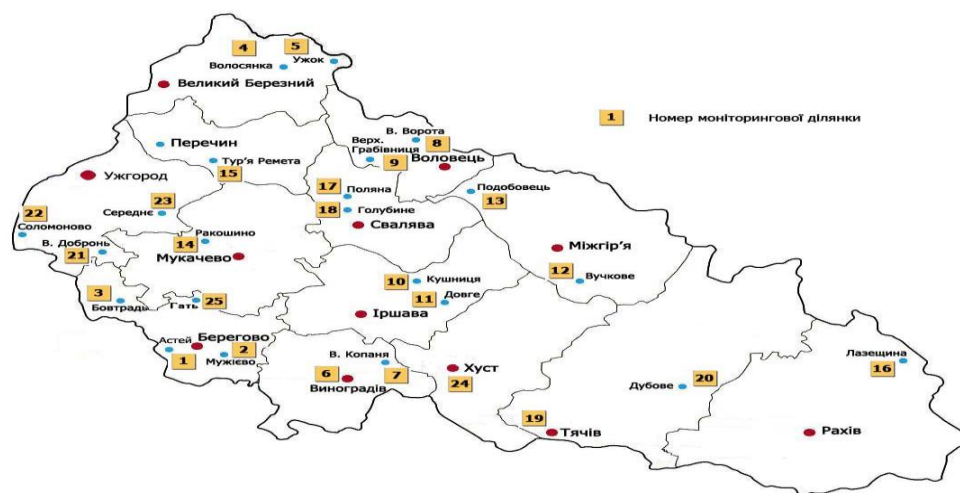 4
5
Волосянка
Ужок
Великий Березний
1
Номер моніторингової ділянки
В. Ворота
8
Перечин
Верх.
Грабівниця
9
Воловець
Тур’я Ремета
15
Ужгород
17
Поляна
Подобовець
13
23
Середнє
18
Голубине
22
Соломоново
Свалява
14
Ракошино
В. Добронь
21
Мукачево
Міжгір’я
12
Вучкове
10
Кушниця
3
Бовтрадь
Гать
25
11
Довге
Іршава
Астей
Берегово
1
2
Мужієво
В. Копаня
6
7
Виноградів
Хуст
24
Лазещина
16
Дубове
20
19
Тячів
Рахів